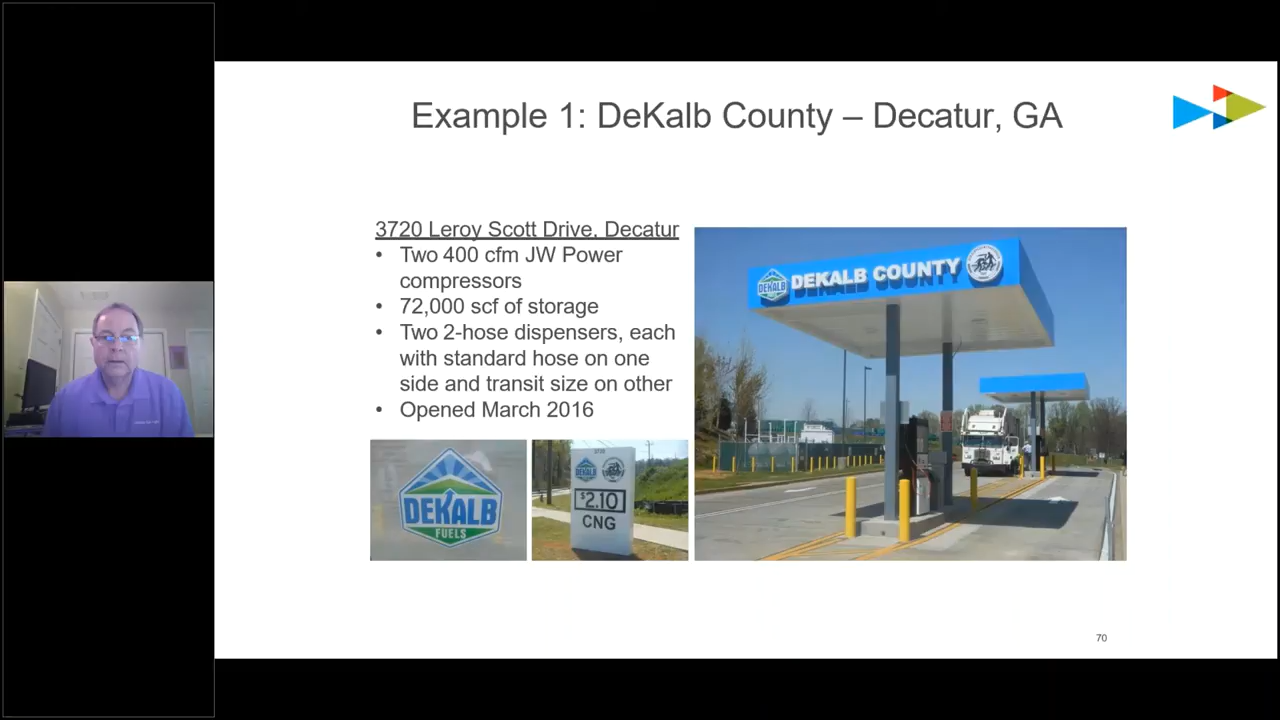 Example 1: DeKalb County – Decatur, GA
3720 Leroy Scott Drive, Decatur
• Two 400 cfm JW Power
compressors
• 72,000 scf of storage
• Two 2-hose dispensers, each
with standard hose on one
side and transit size on other
• Opened March 2016
DEKALB
FUELS
$2.10
CNG
DEKALB
DEKALB COUNTY
70